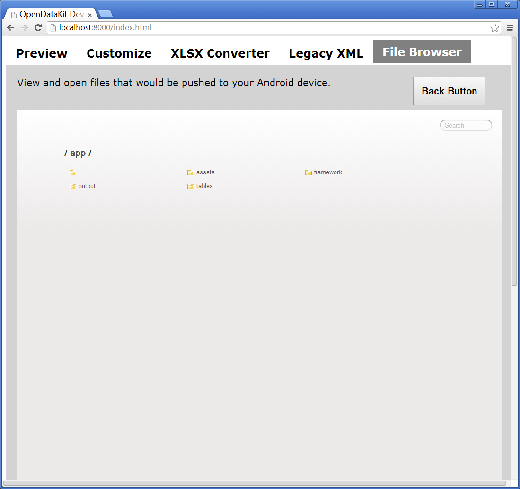 OpenDataKit Dev
localhost:8000/index.html
Preview Customize XLSX Converter Legacy XML File Browser
View and open files that would be pushed to your Android device.
Back Button
Search
/ app /
.. assets framework
output tables